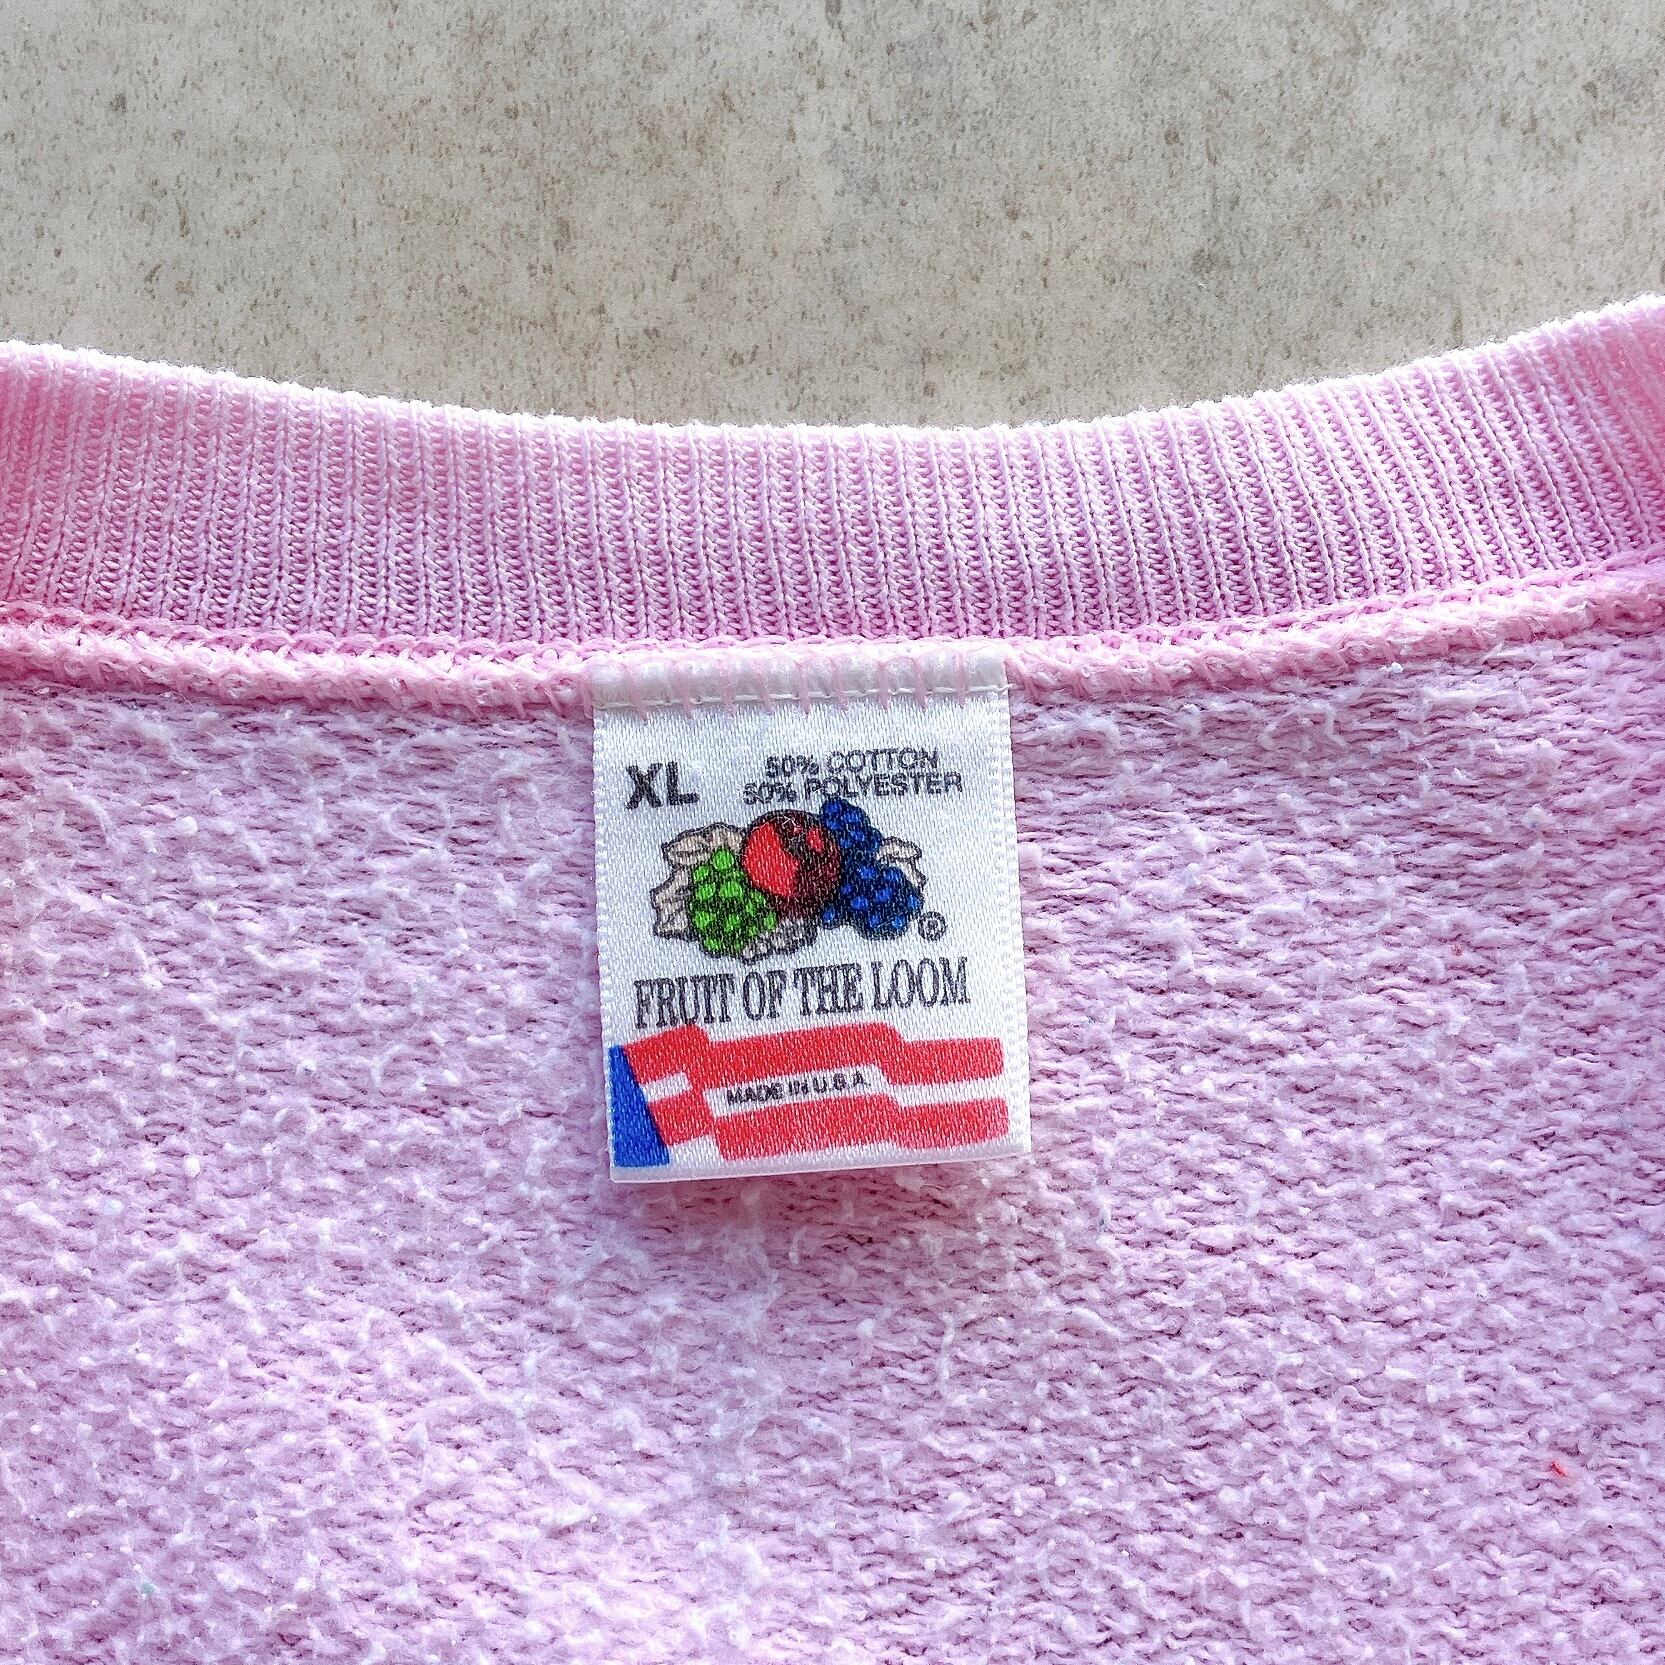 XL
50% COTTON
50% POLYESTER
®
FRUIT OF THE LOOM
MADE IN U.S.A.